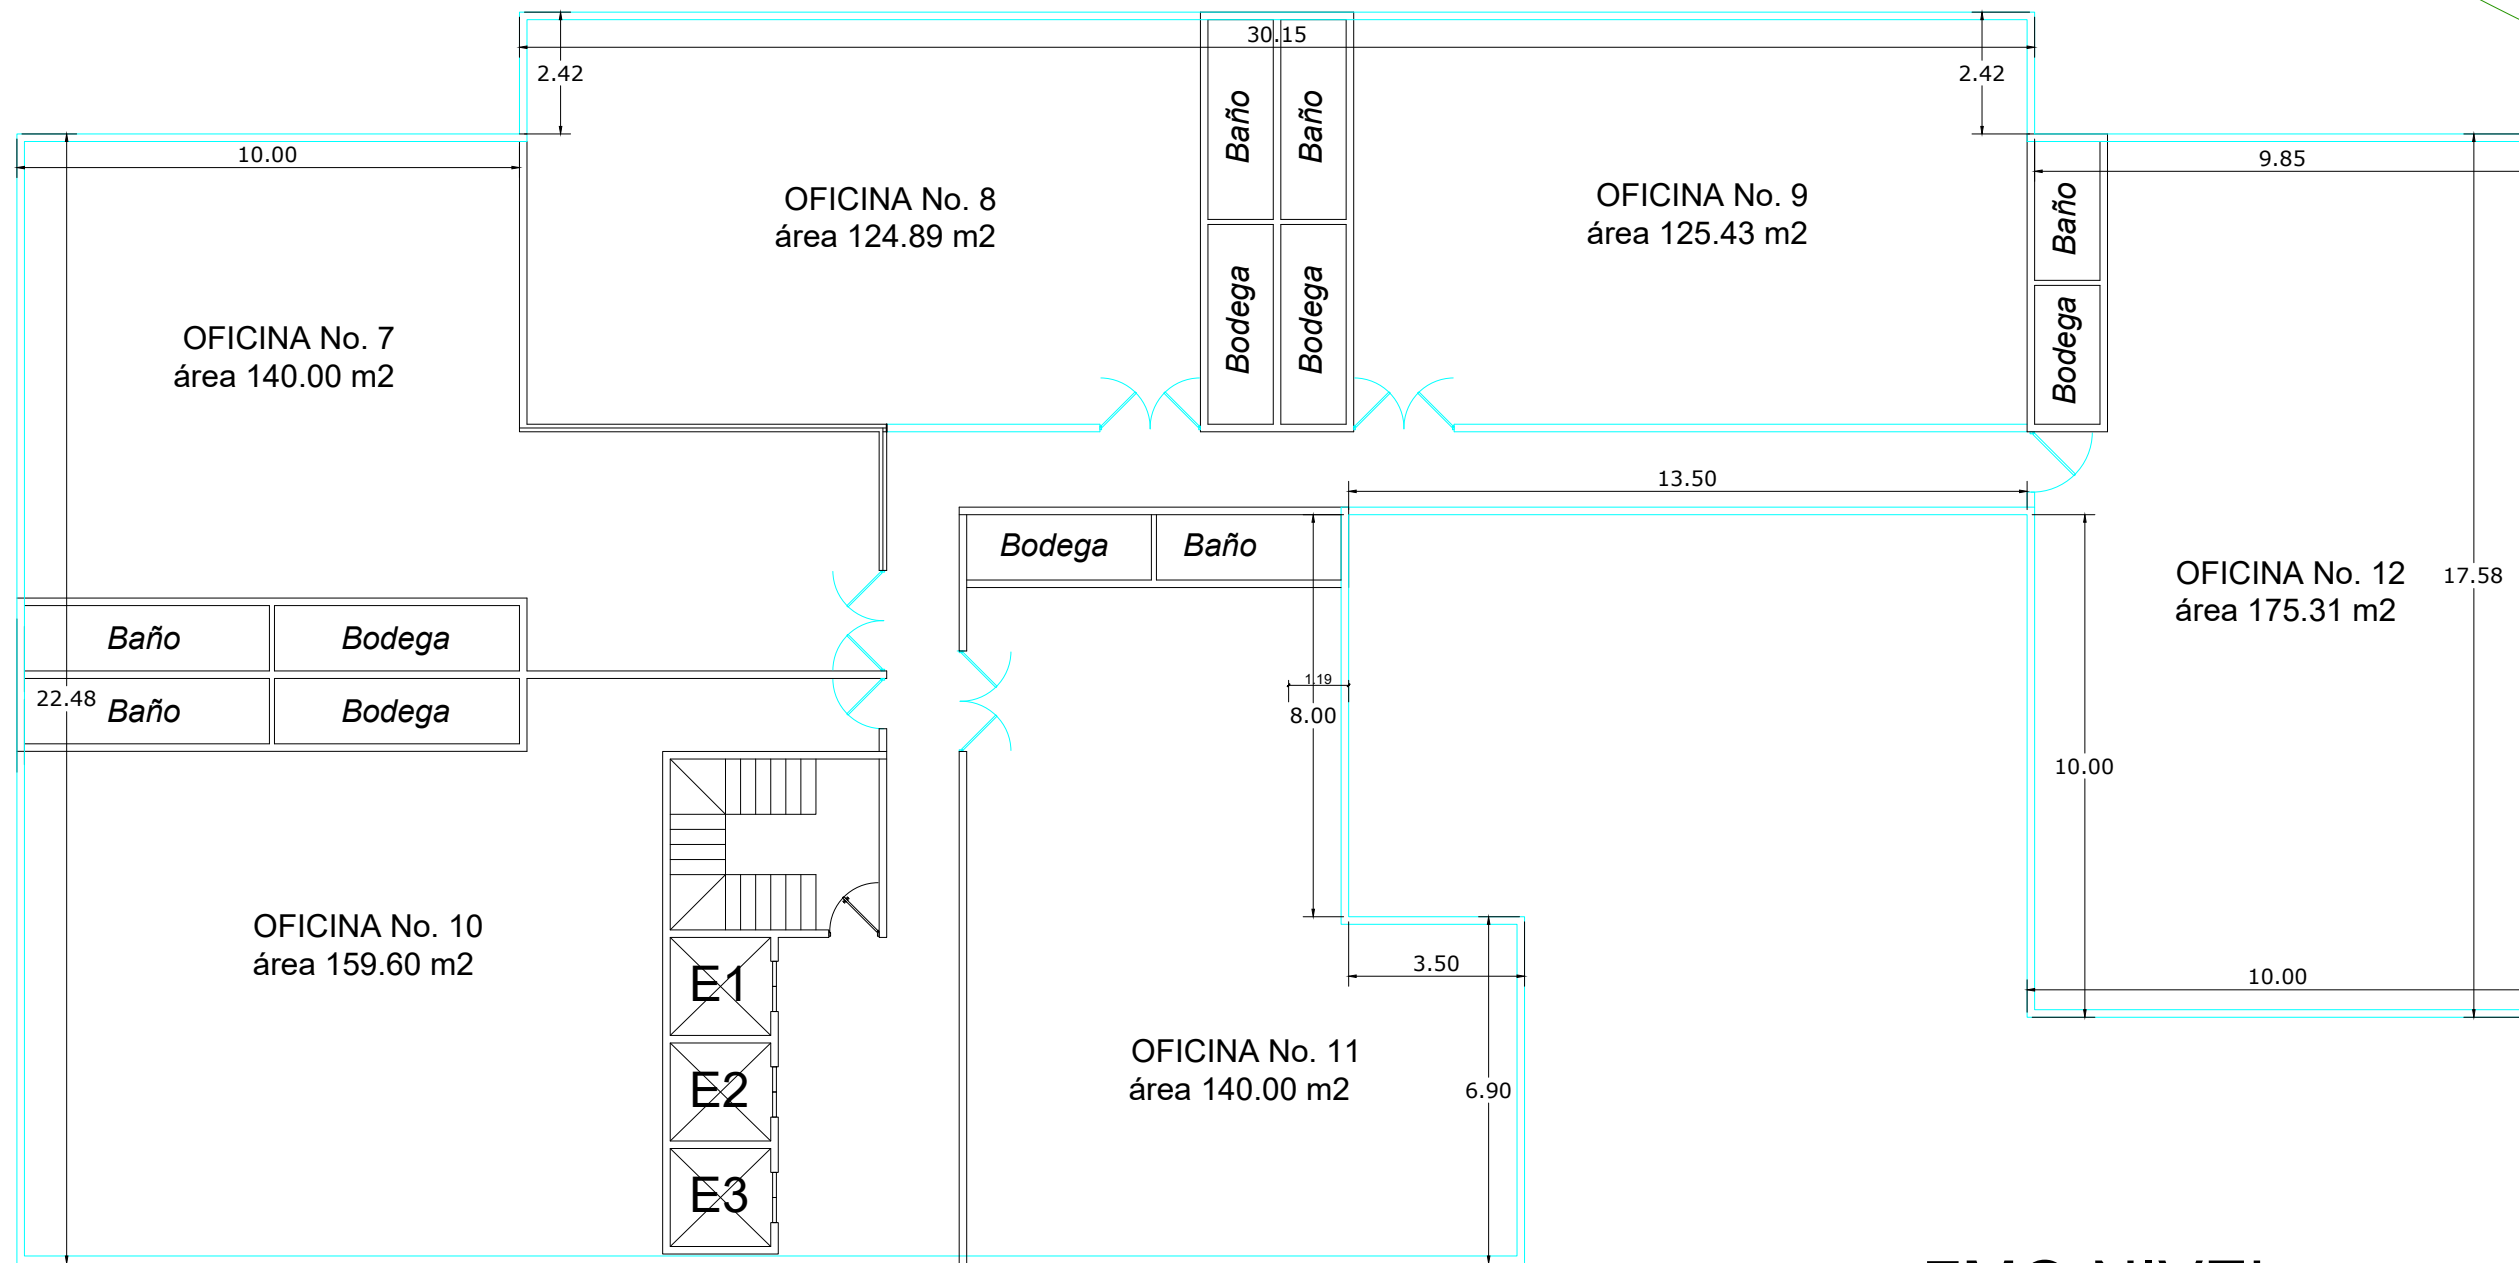 30.15
2.42
2.42
10.00
9.85
OFICINA No. 7
área 140.00 m2
OFICINA No. 8
área 124.89 m2
Baño
Baño
Bodega
Bodega
OFICINA No. 9
área 125.43 m2
Baño
Bodega
13.50
Bodega
Baño
OFICINA No. 12
área 175.31 m2
17.58
Baño
Bodega
22.48
Baño
Bodega
1.19
8.00
10.00
OFICINA No. 10
área 159.60 m2
E1
E2
E3
3.50
10.00
OFICINA No. 11
área 140.00 m2
6.90